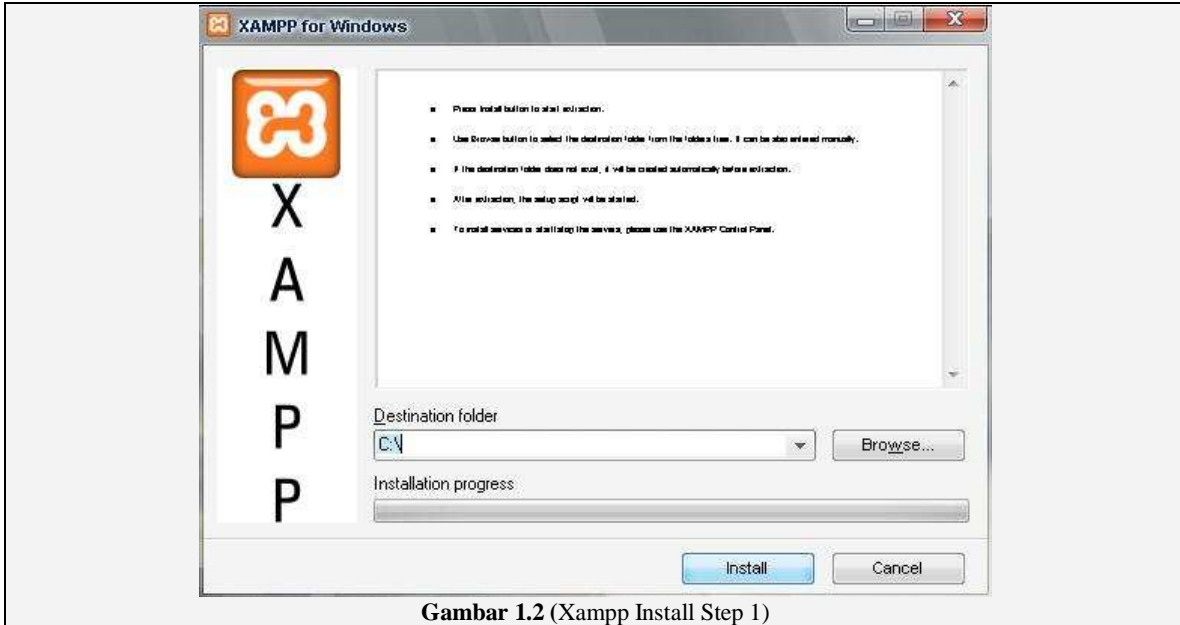 XAMPP for Windows
X
A
M
P
P
Press Install button to start extraction.
Use Browse button to select the destination folder from the folders tree. It can be also entered manually.
If the destination folder does not exist, it will be created automatically before extraction.
After extraction, the setup script will be started.
To install services or start/stop the servers, please use the XAMPP Control Panel.
Destination folder
C:\
Browse...
Installation progress
Install
Cancel
Gambar 1.2 (Xampp Install Step 1)